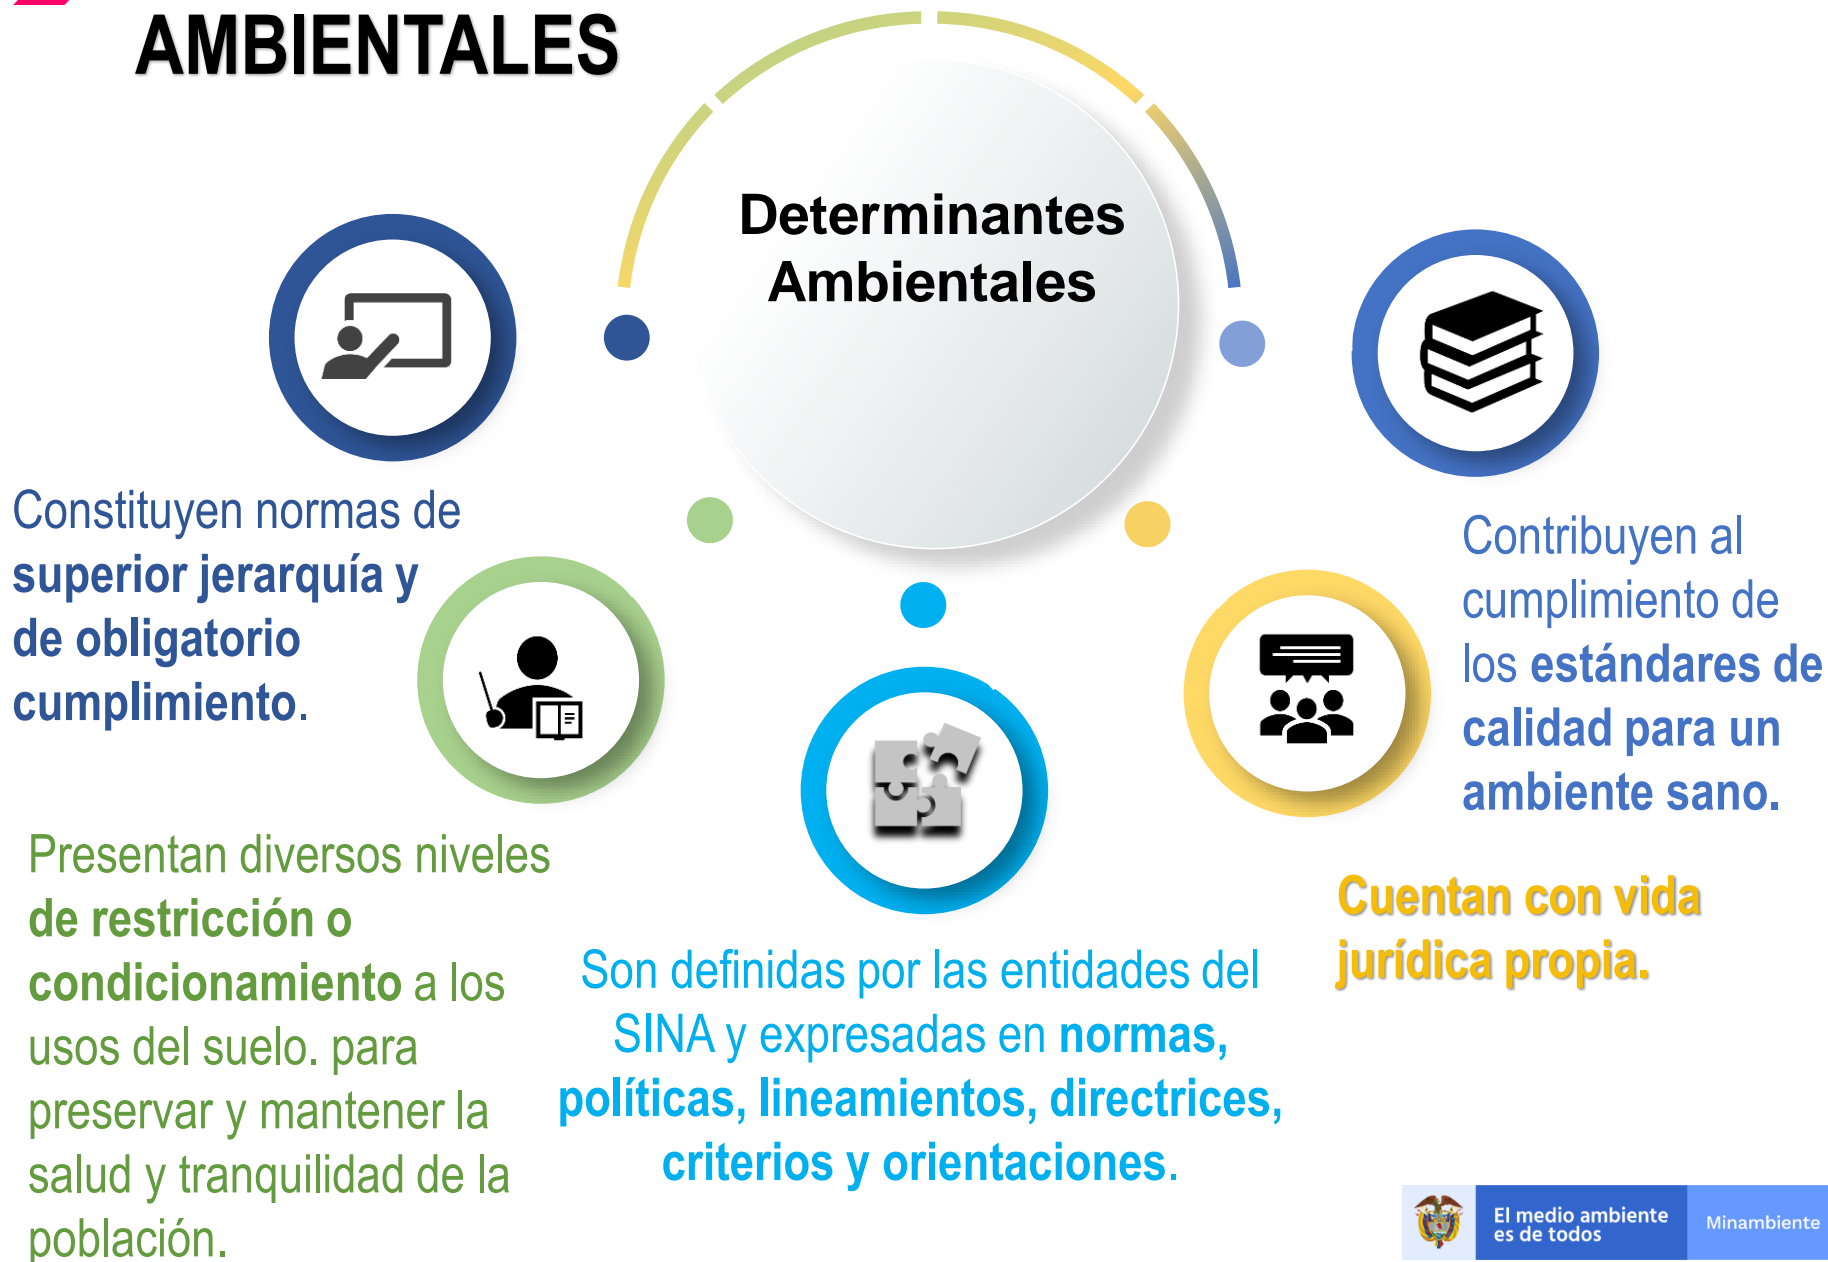 AMBIENTALES
Determinantes
Ambientales
Constituyen normas de
superior jerarquía y
de obligatorio
cumplimiento.
Presentan diversos niveles
de restricción o
condicionamiento a los
usos del suelo. para
preservar y mantener la
salud y tranquilidad de la
población.
Son definidas por las entidades del
SINA y expresadas en normas,
políticas, lineamientos, directrices,
criterios y orientaciones.
Cuentan con vida
jurídica propia.
Contribuyen al
cumplimiento de
los estándares de
calidad para un
ambiente sano.
El medio ambiente
es de todos
Minambiente